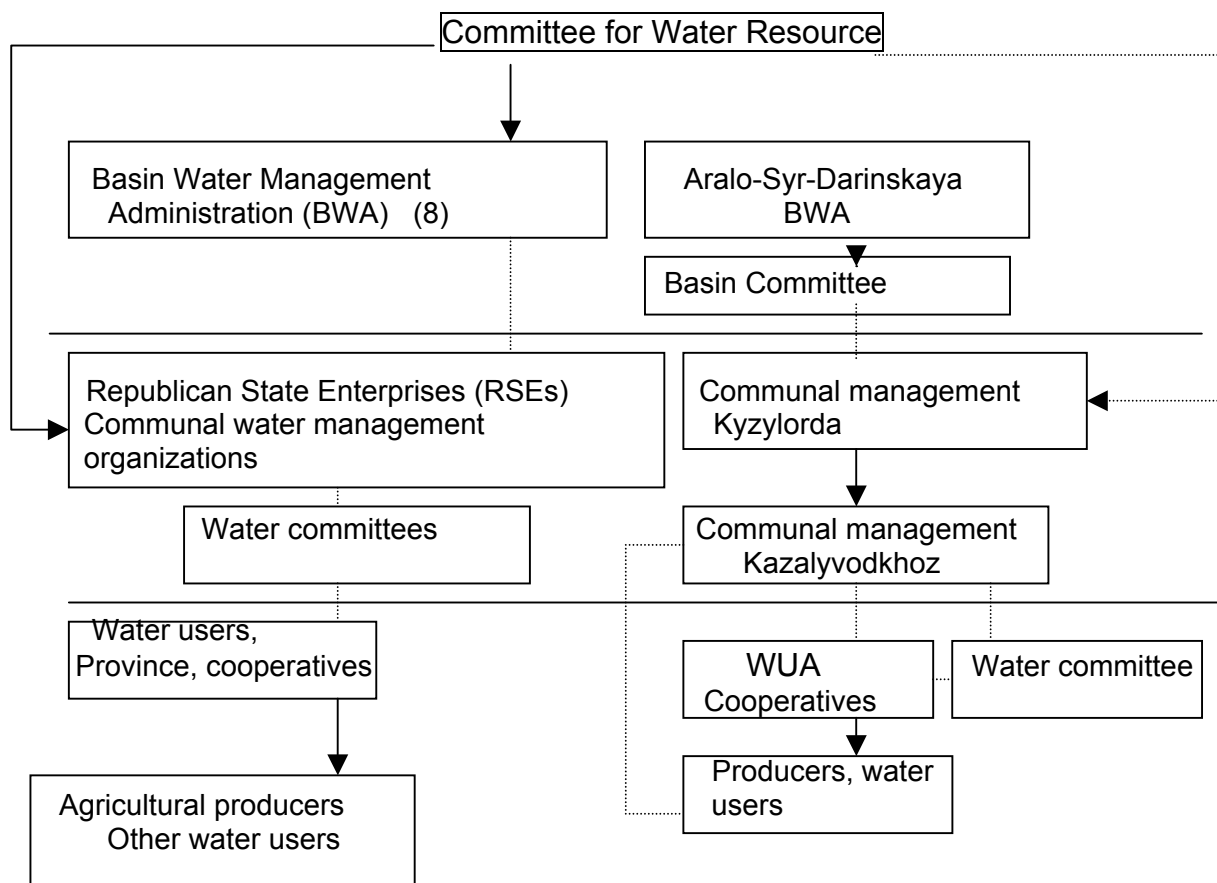 Committee for Water Resource
Basin Water Management
Administration (BWA) (8)
Aralo-Syr-Darinskaya
BWA
Basin Committee
Republican State Enterprises (RSEs)
Communal water management
organizations
Communal management
Kyzylorda
Water committees
Communal management
Kazalyvodkhoz
Water users,
Province, cooperatives
WUA
Cooperatives
Water committee
Producers, water
users
Agricultural producers
Other water users